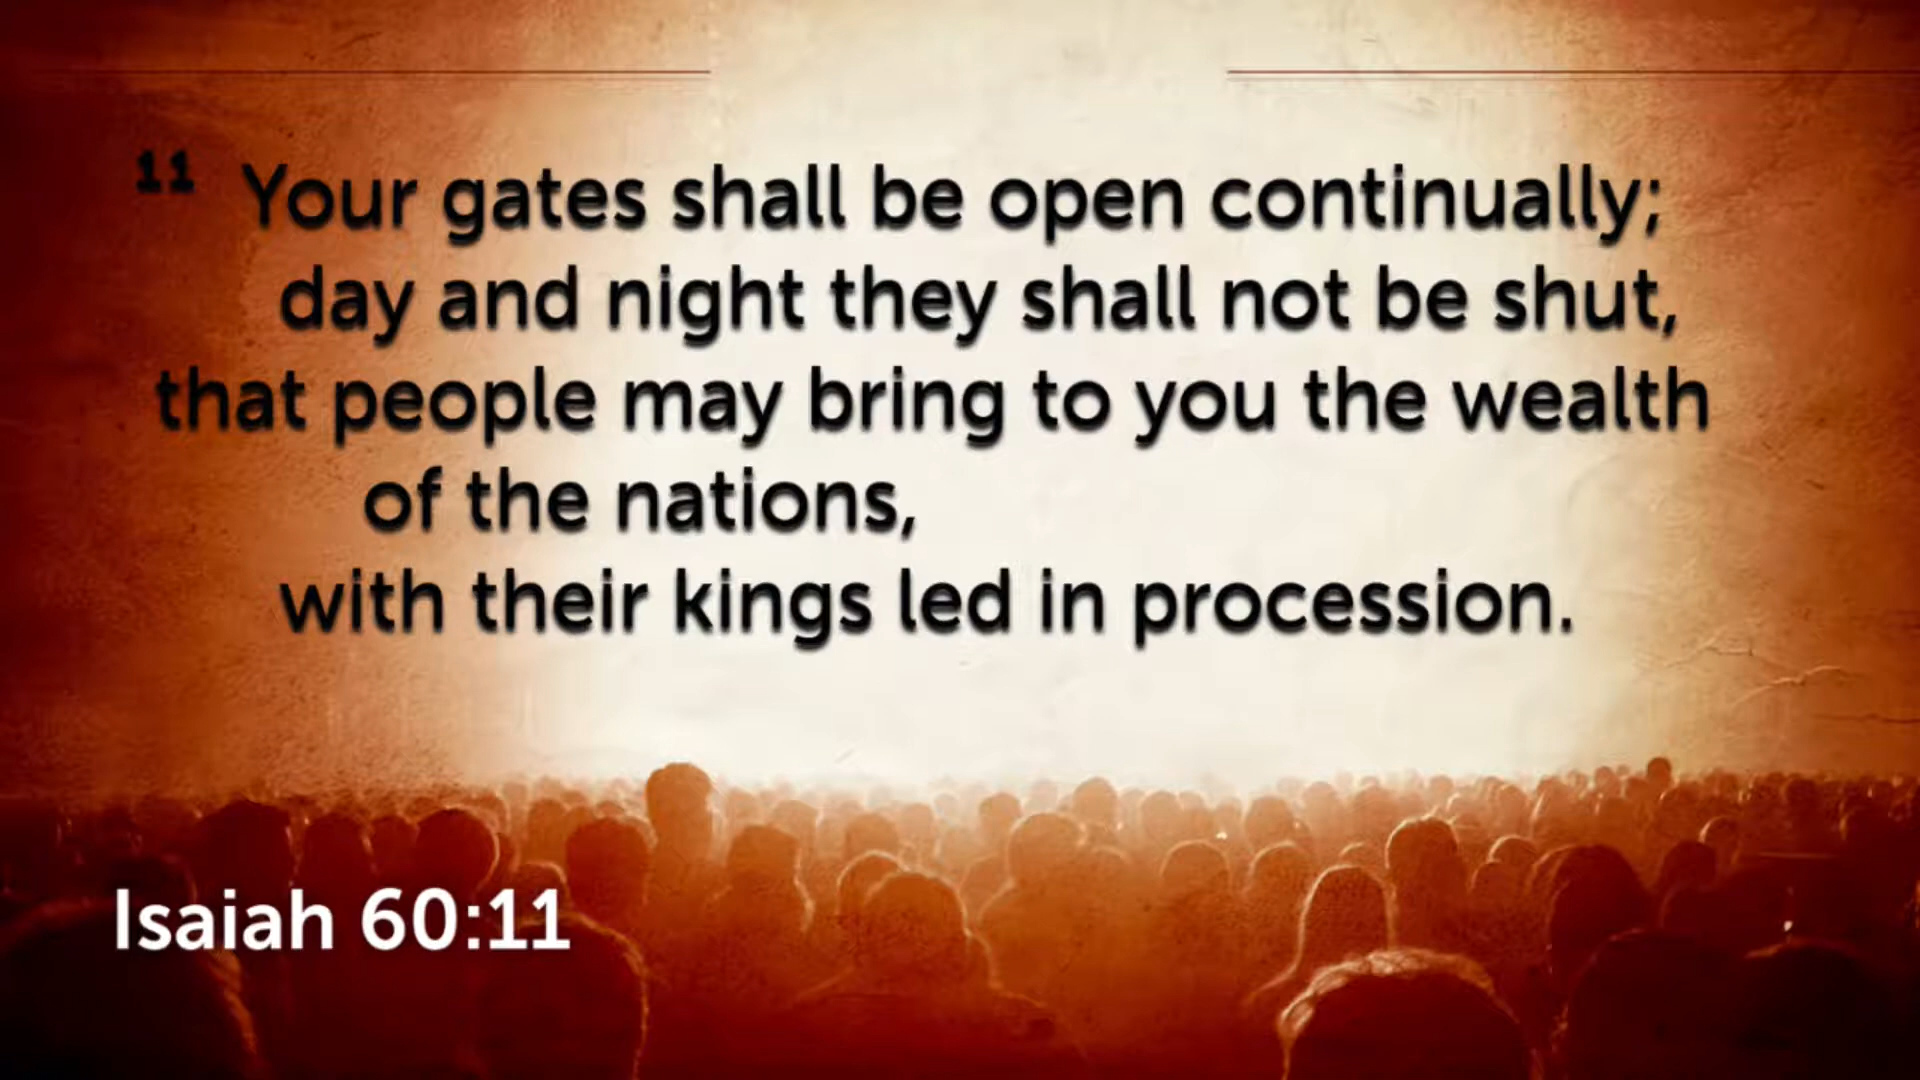 11 Your gates shall be open continually;
day and night they shall not be shut,
that people may bring to you the wealth
of the nations,
with their kings led in procession.
Isaiah 60:11